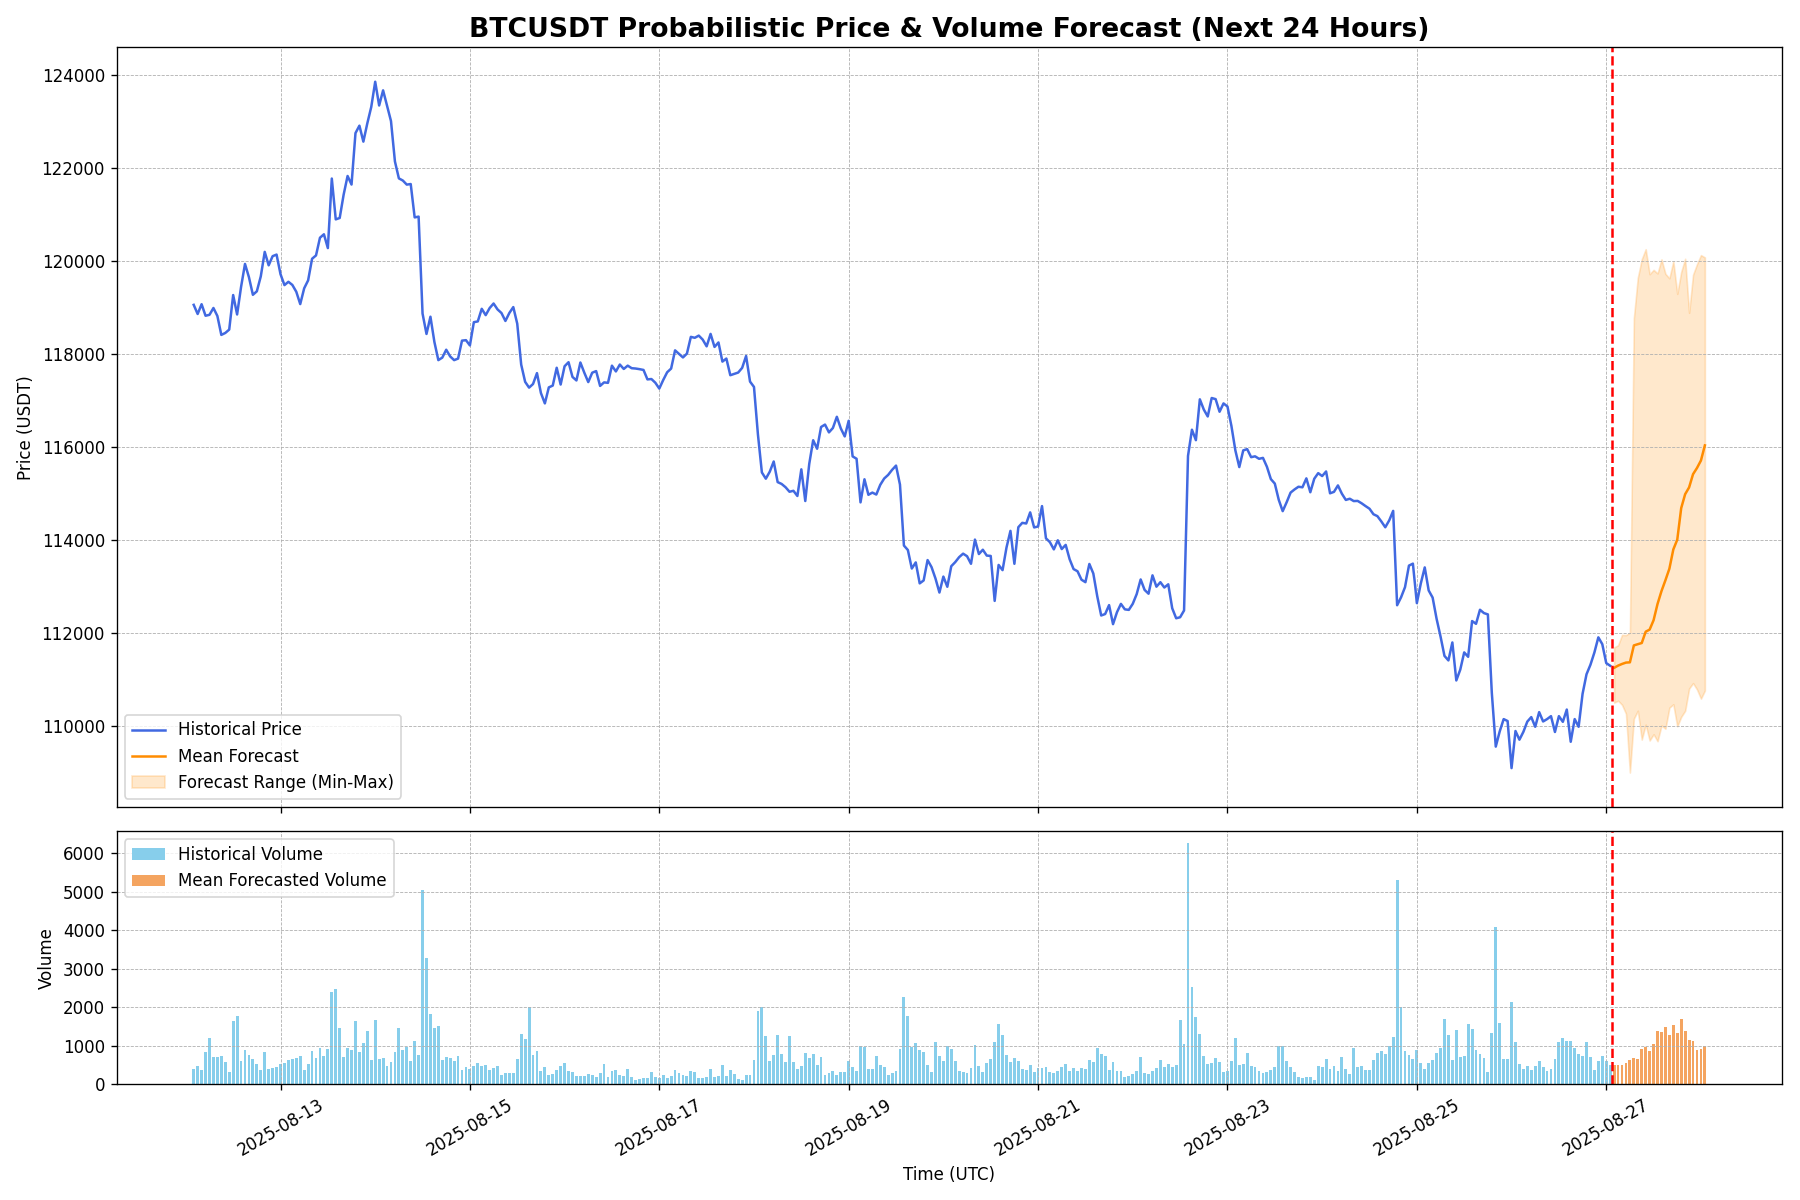 BTCUSDT Probabilistic Price & Volume Forecast (Next 24 Hours)
Price (USDT)
124000
122000
120000
118000
116000
114000
112000
110000
Historical Price
Mean Forecast
Forecast Range (Min-Max)
Volume
6000
5000
4000
3000
2000
1000
0
Historical Volume
Mean Forecasted Volume
2025-08-13
2025-08-15
2025-08-17
2025-08-19
2025-08-21
2025-08-23
2025-08-25
2025-08-27
Time (UTC)